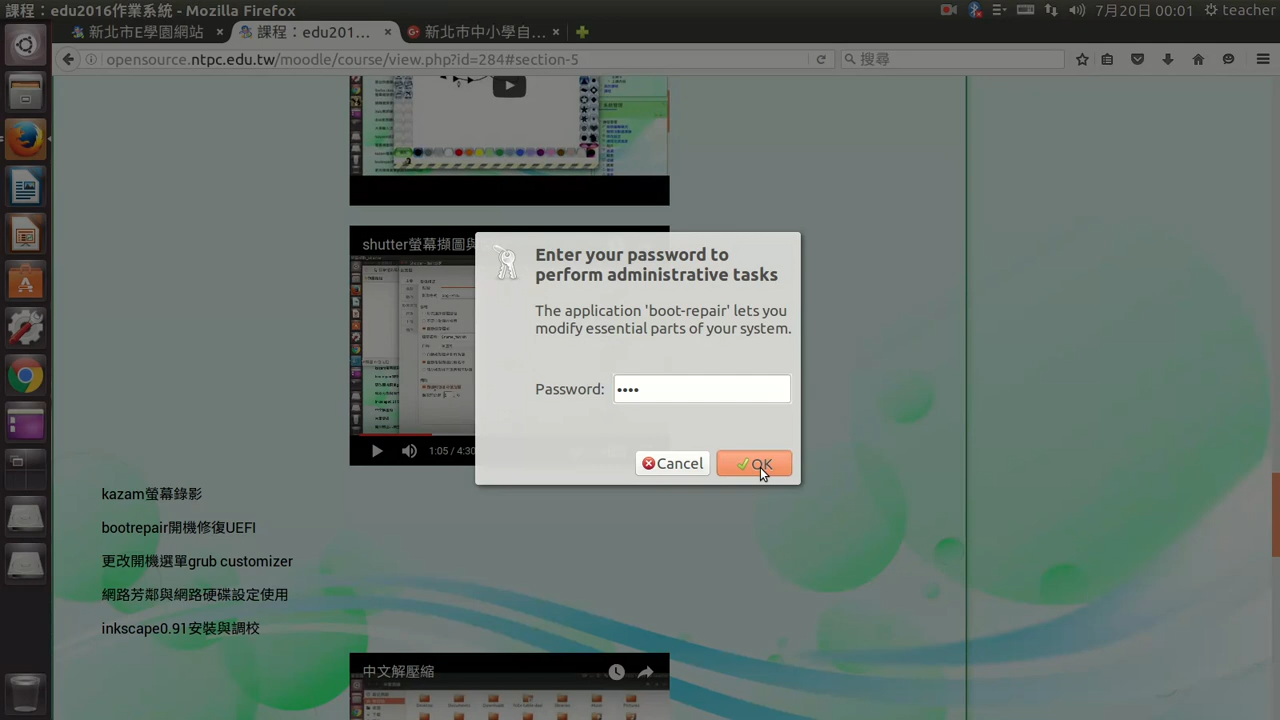 課程：edu2016作業系統 - Mozilla Firefox
7月20日 00:01
teacher
新北市E學園網站
課程：edu201...
新北市中小學自...
opensource.ntpc.edu.tw/moodle/course/view.php?id=284#section-5
搜尋
shutter螢幕擷圖與
Enter your password to
perform administrative tasks
The application 'boot-repair' lets you
modify essential parts of your system.
Password:
Cancel
OK
1:05 / 4:30
kazam螢幕錄影
bootrepair開機修復UEFI
更改開機選單grub customizer
網路芳鄰與網路硬碟設定使用
inkscape0.91安裝與調校
中文解壓縮